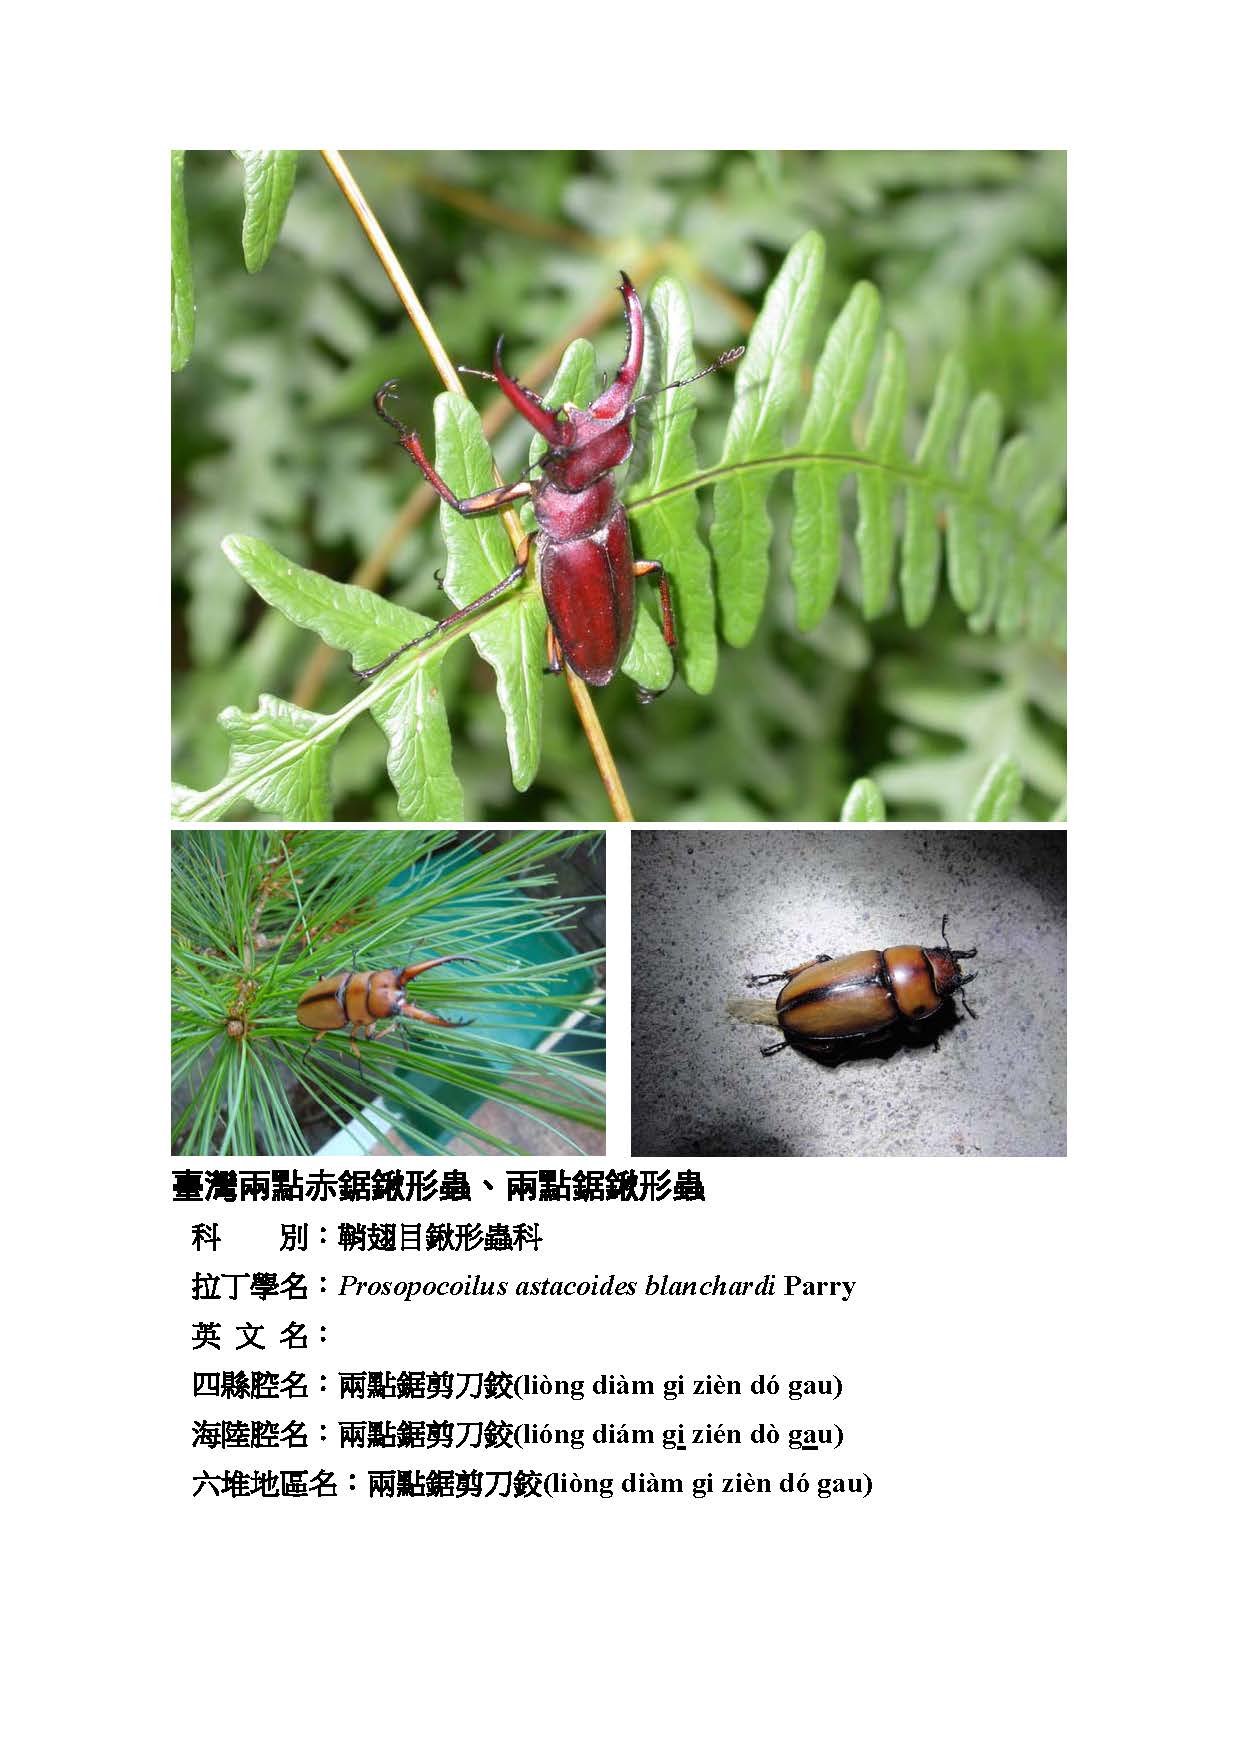 臺灣兩點赤鋸鍬形蟲、兩點鋸鍬形蟲
科　　別：鞘翅目鍬形蟲科
拉丁學名：Prosopocoilus astacoides blanchardi Parry
英 文 名：
四縣腔名：兩點鋸剪刀鉸(liòng diàm gi zièn dó gau)
海陸腔名：兩點鋸剪刀鉸(lióng diám gi zién dò gau)
六堆地區名：兩點鋸剪刀鉸(liòng diàm gi zièn dó gau)